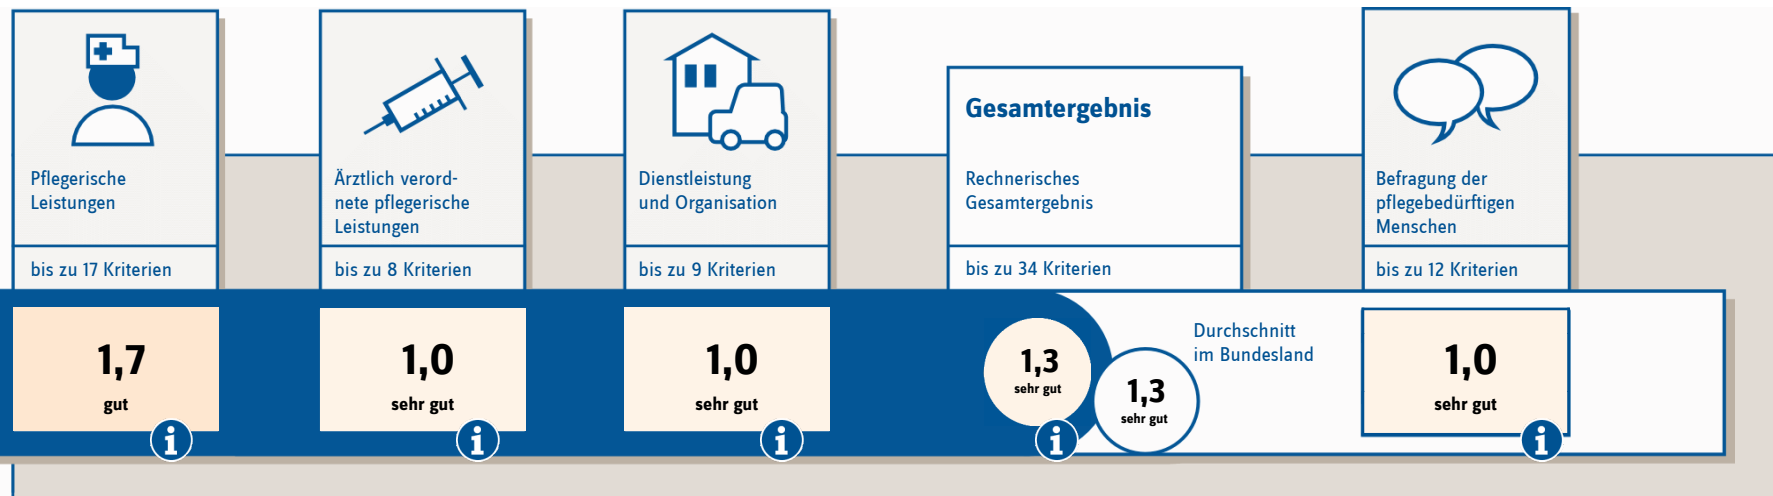 Pflegerische
Leistungen
bis zu 17 Kriterien
1,7
gut
i
Ärztlich verord-
nete pflegerische
Leistungen
bis zu 8 Kriterien
1,0
sehr gut
i
Dienstleistung
und Organisation
bis zu 9 Kriterien
1,0
sehr gut
i
Gesamtergebnis
Rechnerisches
Gesamtergebnis
bis zu 34 Kriterien
1,3
sehr gut
i
1,3
sehr gut
Durchschnitt
im Bundesland
Befragung der
pflegebedürftigen
Menschen
bis zu 12 Kriterien
1,0
sehr gut
i